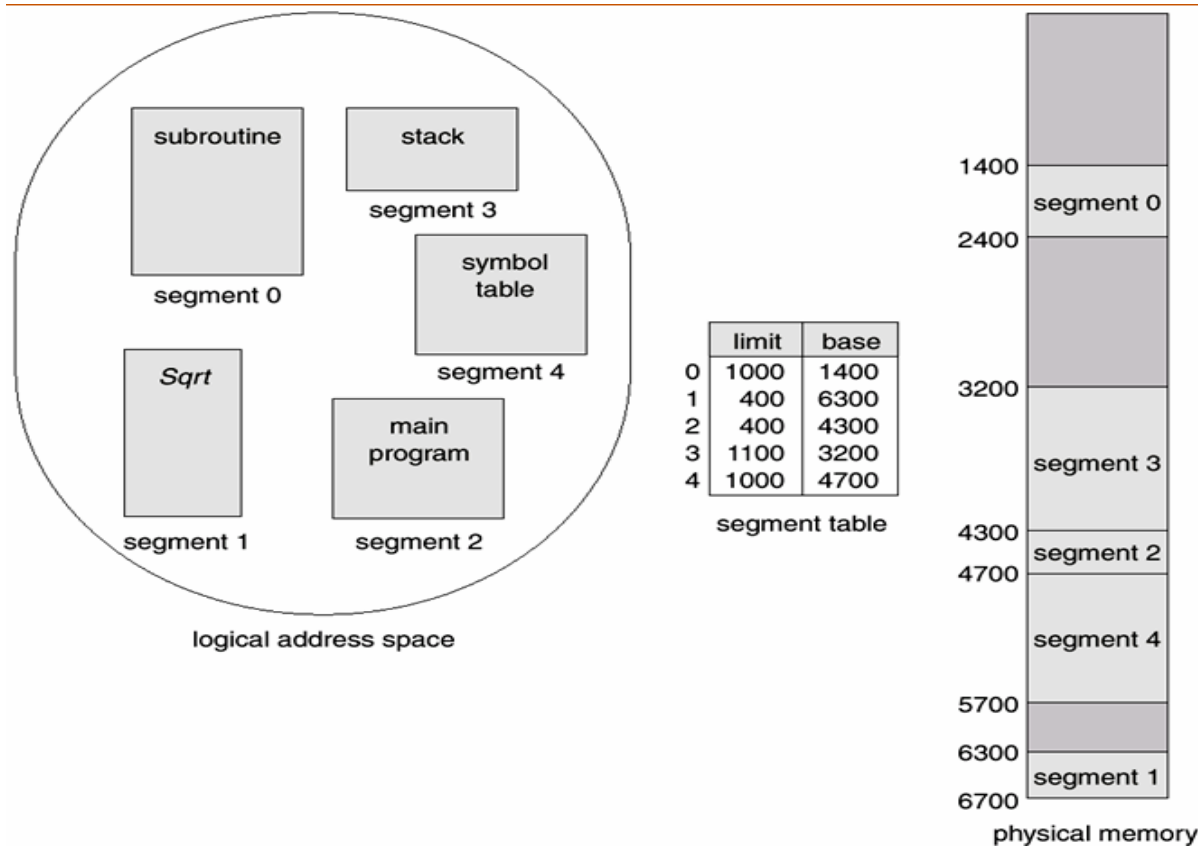 subroutine
segment 0
stack
segment 3
symbol
table
segment 4
Sqrt
segment 1
main
program
segment 2
logical address space
limit base
0 1000 1400
1 400 6300
2 400 4300
3 1100 3200
4 1000 4700
segment table
1400
segment 0
2400
3200
segment 3
4300
segment 2
4700
segment 4
5700
6300
segment 1
6700
physical memory